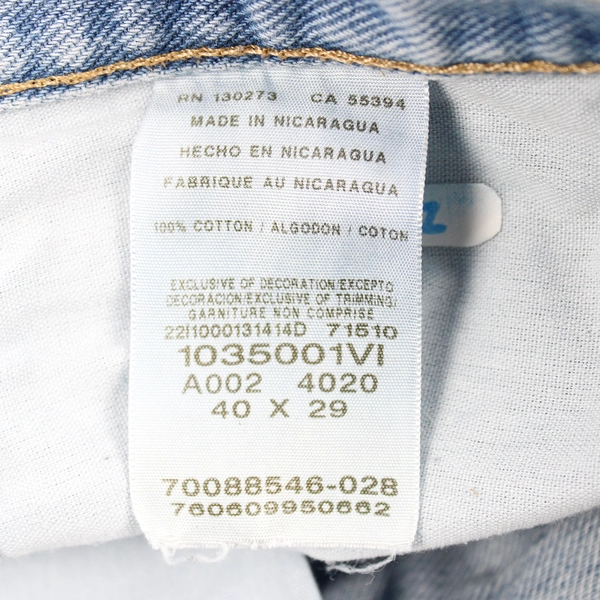 RN 130273 CA 55394
MADE IN NICARAGUA
HECHO EN NICARAGUA
FABRIQUE AU NICARAGUA
100% COTTON / ALGODON / COTON
EXCLUSIVE OF DECORATION/EXCEPTO
DECORACION/EXCLUSIVE OF TRIMMING/
GARNITURE NON COMPRISE
22I1000131414D 71510
1035001VI
A002 4020
40 X 29
70088546-028
760609950662